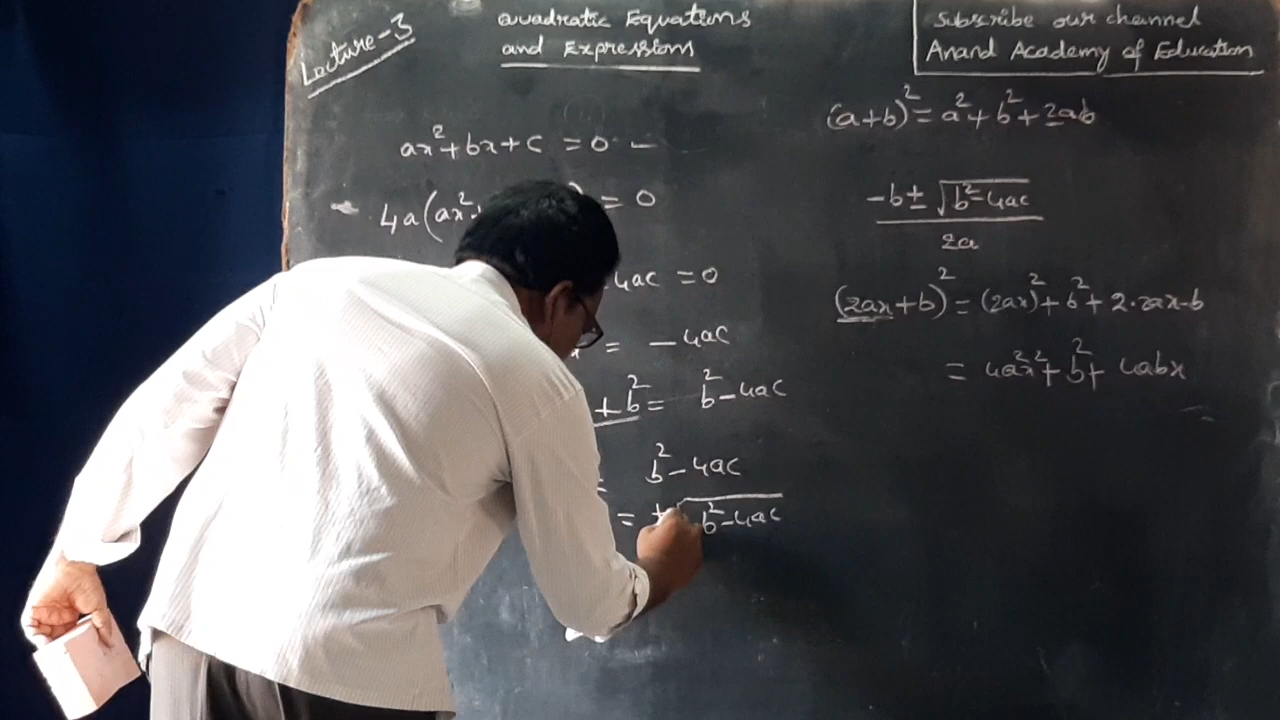 Lecture-3
Quadratic Equations
and Expressions
Subscribe our channel
Anand Academy of Education
ax²+bx+c = 0 –
4a(ax²
= 0
4ac = 0
= -4ac
+b² = b²-4ac
b²-4ac
= ±√b²-4ac
(a+b)² = a²+b²+2ab
-b±√b²-4ac
2a
(2ax+b)² = (2ax)²+b²+2·2ax·b
= 4a²x²+b²+4abx